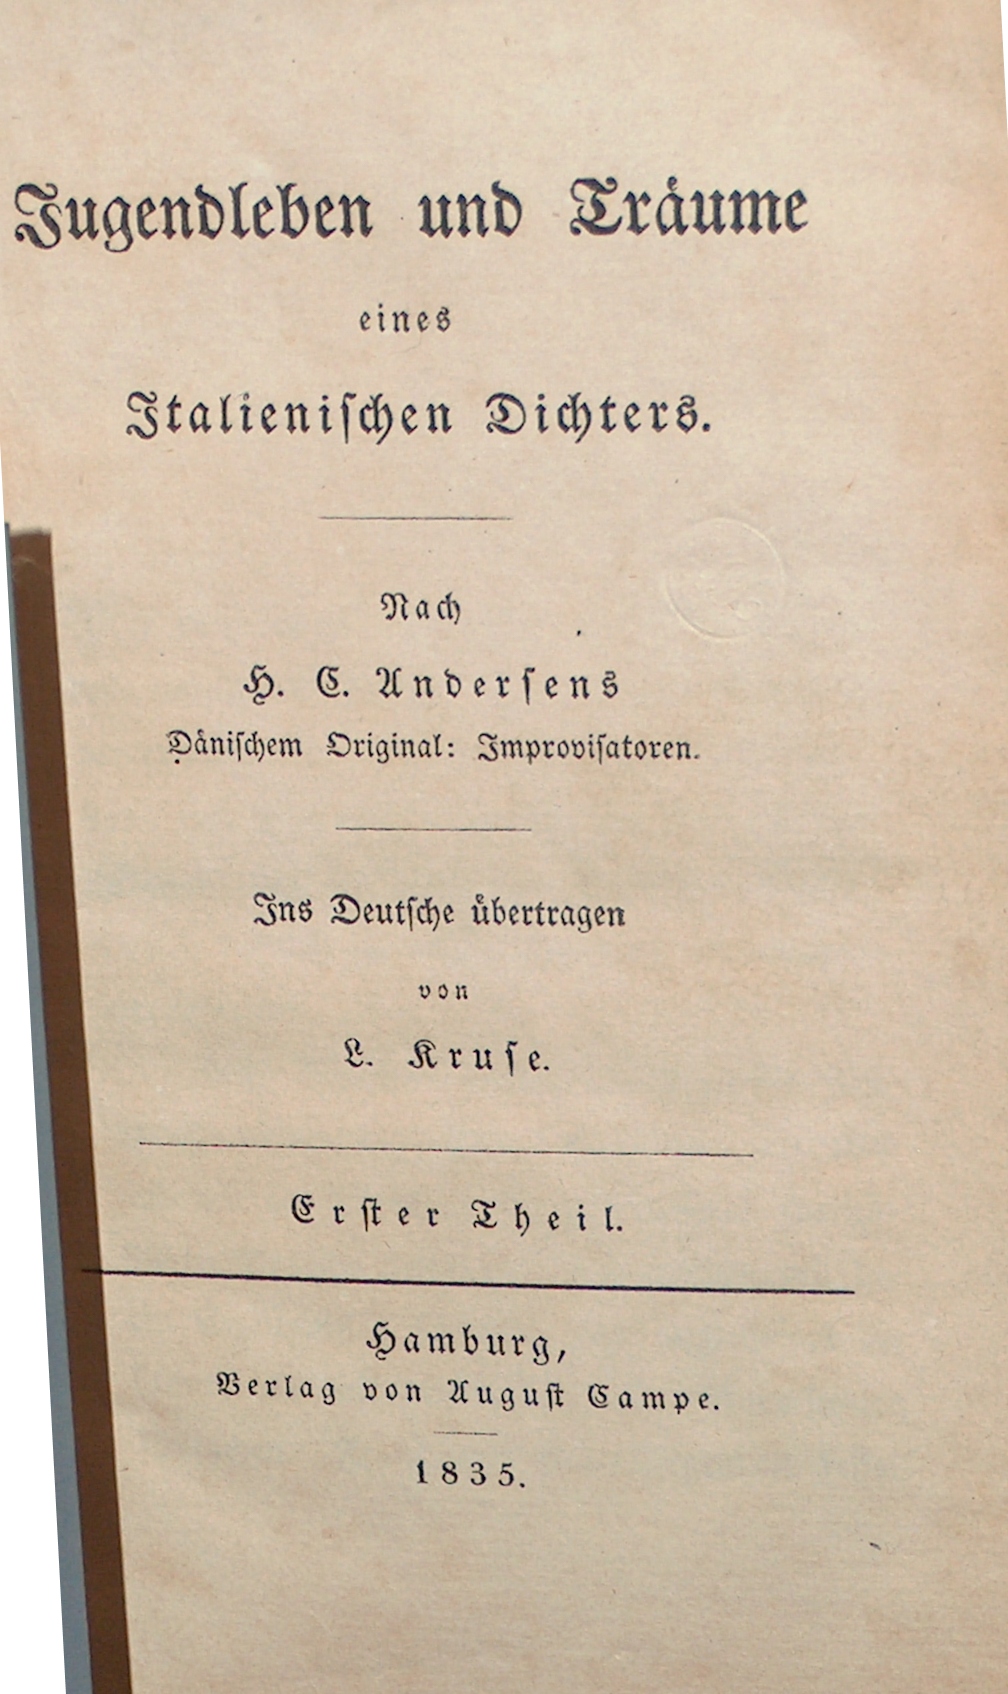 Jugendleben und Träume
eines
Italienischen Dichters.
Nach
H. C. Andersens
Dänischem Original: Improvisatoren.
Ins Deutsche übertragen
von
L. Kruse.
Erster Theil.
Hamburg,
Verlag von August Campe.
1835.